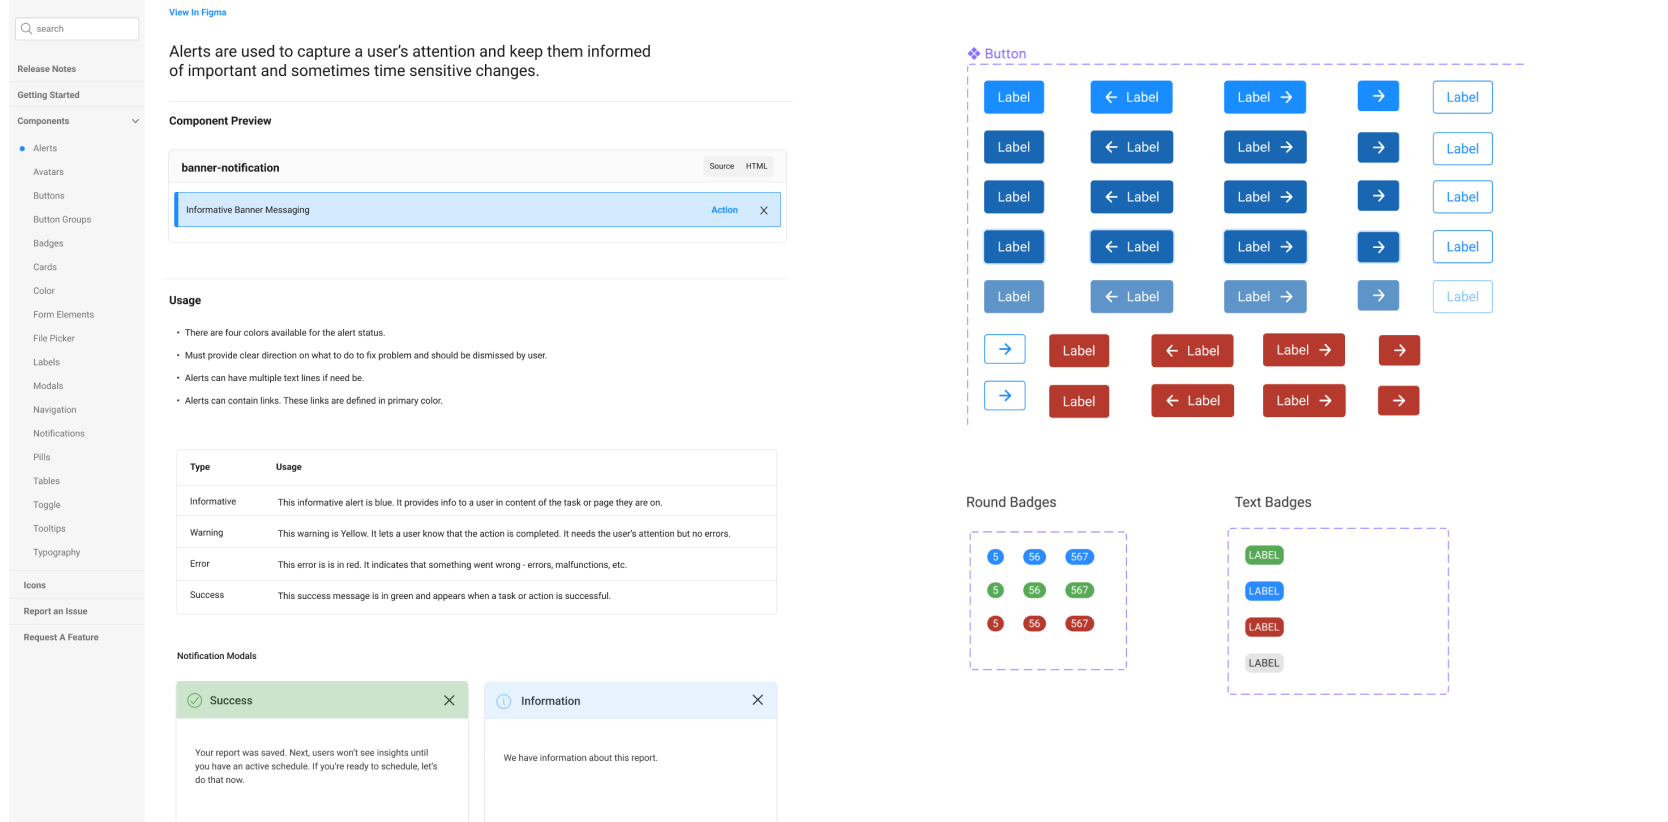 search
Release Notes
Getting Started
Components
Alerts
Avatars
Buttons
Button Groups
Badges
Cards
Color
Form Elements
File Picker
Labels
Modals
Navigation
Notifications
Pills
Tables
Toggle
Tooltips
Typography
Icons
Report an Issue
Request A Feature
View In Figma
Alerts are used to capture a user's attention and keep them informed
of important and sometimes time sensitive changes.
Component Preview
banner-notification Source HTML
Informative Banner Messaging Action X
Usage
• There are four colors available for the alert status.
• Must provide clear direction on what to do to fix problem and should be dismissed by user.
• Alerts can have multiple text lines if need be.
• Alerts can contain links. These links are defined in primary color.
Type Usage
Informative This informative alert is blue. It provides info to a user in content of the task or page they are on.
Warning This warning is Yellow. It lets a user know that the action is completed. It needs the user's attention but no errors.
Error This error is is in red. It indicates that something went wrong - errors, malfunctions, etc.
Success This success message is in green and appears when a task or action is successful.
Notification Modals
Success
Your report was saved. Next, users won't see insights until
you have an active schedule. If you're ready to schedule, let's
do that now.
Information
We have information about this report.
Button
Label Label Label Label
Label Label Label Label
Label Label Label Label
Label Label Label Label
Label Label Label Label
Label Label Label
Label Label Label
Round Badges
5 56 567
5 56 567
5 56 567
Text Badges
LABEL
LABEL
LABEL
LABEL